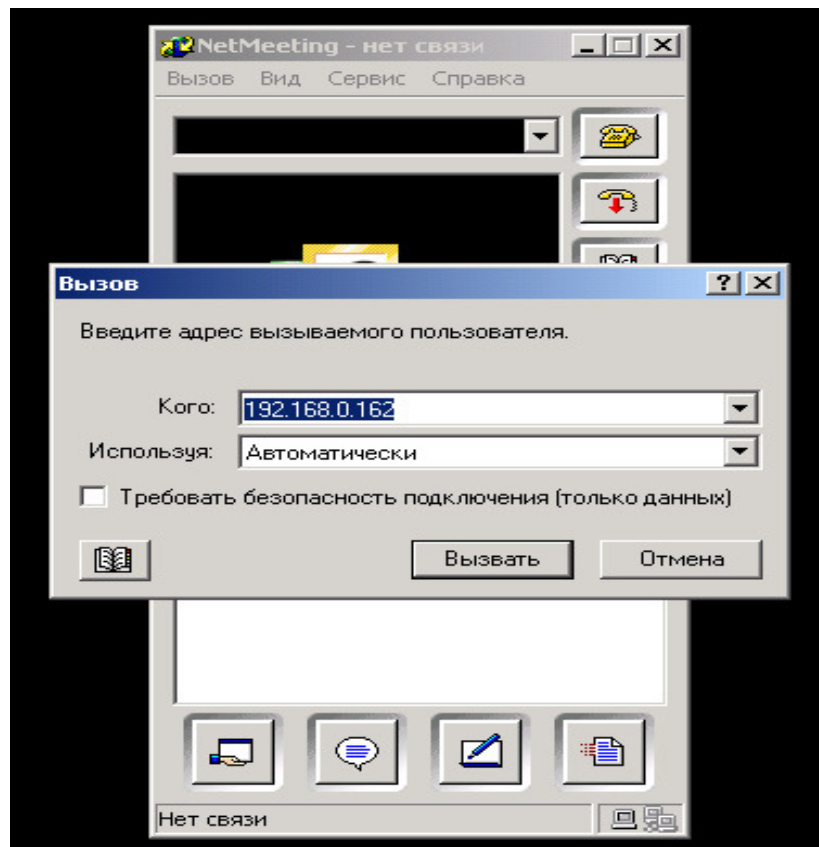 NetMeeting - нет связи
Вызов Вид Сервис Справка
Вызов
Введите адрес вызываемого пользователя.
Кого: 192.168.0.162
Используя: Автоматически
Требовать безопасность подключения (только данных)
Вызвать Отмена
Нет связи